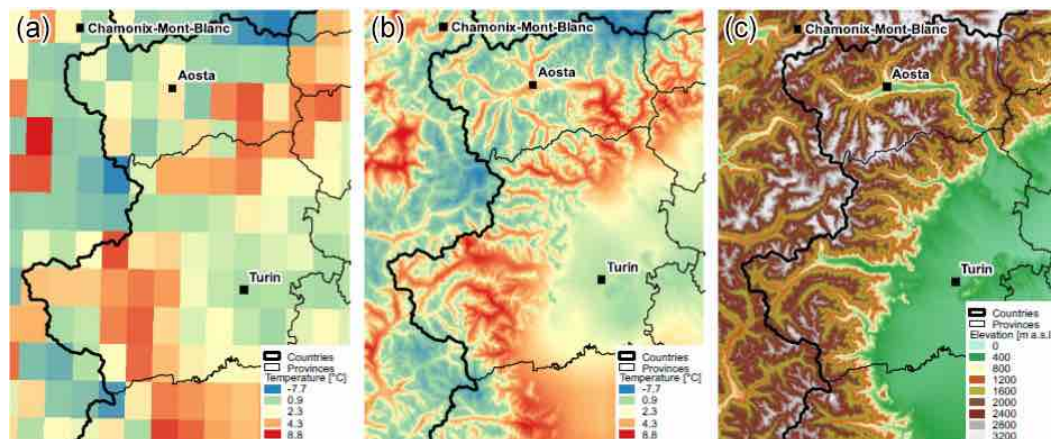 (a)
Chamonix-Mont-Blanc
Aosta
Turin
Countries
Provinces
Temperature [°C]
-7.7
0.9
2.3
4.3
8.8
(b)
Chamonix-Mont-Blanc
Aosta
Turin
Countries
Provinces
Temperature [°C]
-7.7
0.9
2.3
4.3
8.8
(c)
Chamonix-Mont-Blanc
Aosta
Turin
Countries
Provinces
Elevation [m a.s.l.]
0
400
800
1200
1600
2000
2400
2800
3200